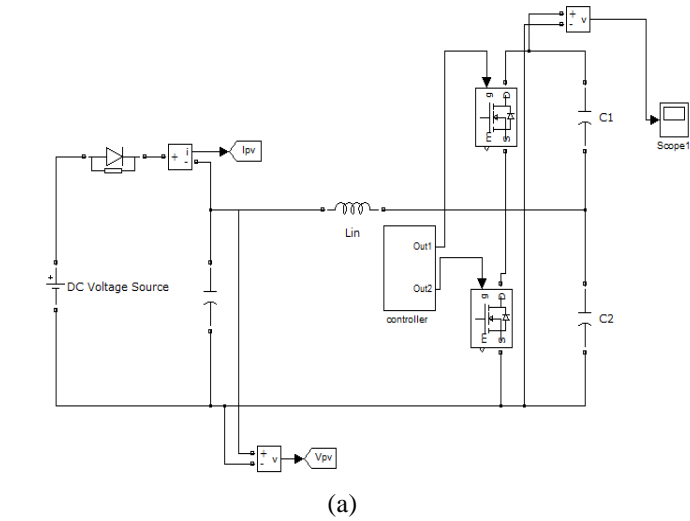 +
-
v
g
D
C1
Scope1
m
S
+
-
i
Ipv
Lin
Out1
Out2
controller
+
DC Voltage Source
g
D
m
S
C2
+
-
v
Vpv
(a)